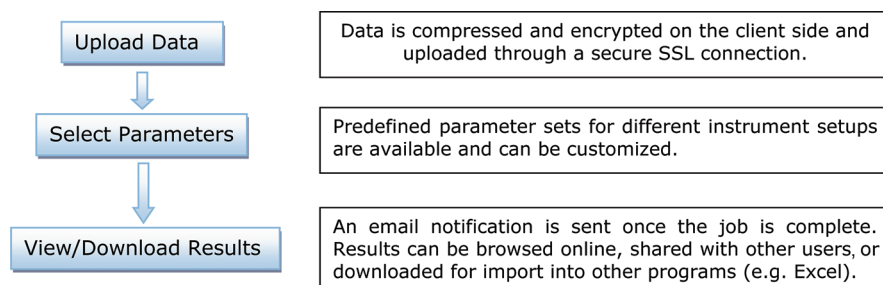 Upload Data
Data is compressed and encrypted on the client side and
uploaded through a secure SSL connection.
Select Parameters
Predefined parameter sets for different instrument setups
are available and can be customized.
View/Download Results
An email notification is sent once the job is complete.
Results can be browsed online, shared with other users, or
downloaded for import into other programs (e.g. Excel).